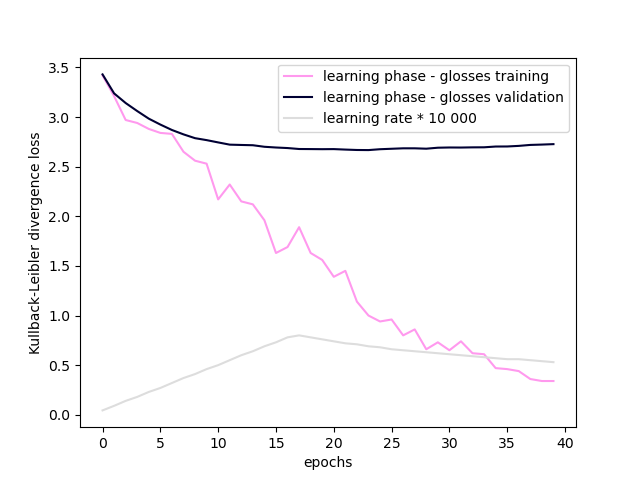 learning phase - glosses training
learning phase - glosses validation
learning rate * 10 000
Kullback-Leibler divergence loss
3.5
3.0
2.5
2.0
1.5
1.0
0.5
0.0
0 5 10 15 20 25 30 35 40
epochs